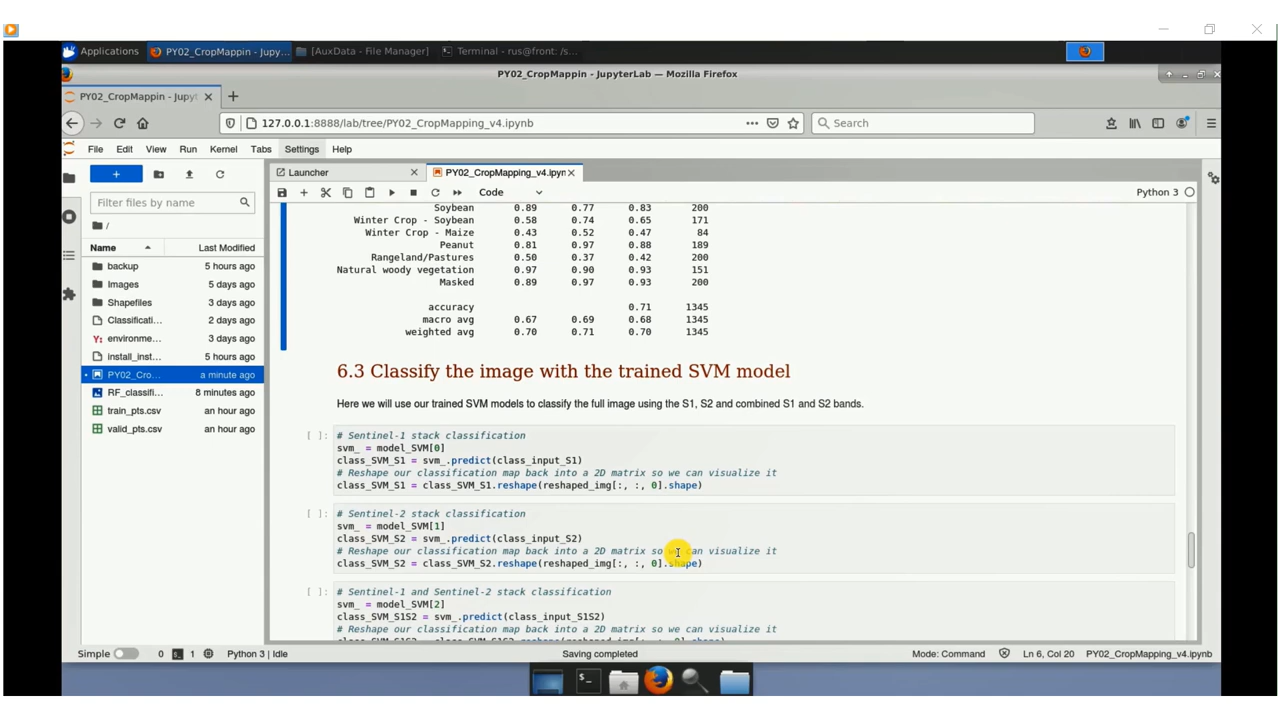 Applications PY02_CropMappin - Jupy... [AuxData - File Manager] Terminal - rus@front: /s...
PY02_CropMappin - JupyterLab — Mozilla Firefox
PY02_CropMappin - Jupyt
127.0.0.1:8888/lab/tree/PY02_CropMapping_v4.ipynb Search
File Edit View Run Kernel Tabs Settings Help
Launcher PY02_CropMapping_v4.ipyn
Code Python 3
Filter files by name
/
Name Last Modified
backup 5 hours ago
Images 5 days ago
Shapefiles 3 days ago
Classificati... 2 days ago
Y: environme... 3 days ago
install_inst... 5 hours ago
PY02_Cro... a minute ago
RF_classifi... 8 minutes ago
train_pts.csv an hour ago
valid_pts.csv an hour ago
Soybean 0.89 0.77 0.83 200
Winter Crop - Soybean 0.58 0.74 0.65 171
Winter Crop - Maize 0.43 0.52 0.47 84
Peanut 0.81 0.97 0.88 189
Rangeland/Pastures 0.50 0.37 0.42 200
Natural woody vegetation 0.97 0.90 0.93 151
Masked 0.89 0.97 0.93 200
accuracy 0.71 1345
macro avg 0.67 0.69 0.68 1345
weighted avg 0.70 0.71 0.70 1345
6.3 Classify the image with the trained SVM model
Here we will use our trained SVM models to classify the full image using the S1, S2 and combined S1 and S2 bands.
[ ]: # Sentinel-1 stack classification
svm_ = model_SVM[0]
class_SVM_S1 = svm_.predict(class_input_S1)
# Reshape our classification map back into a 2D matrix so we can visualize it
class_SVM_S1 = class_SVM_S1.reshape(reshaped_img[:, :, 0].shape)
[ ]: # Sentinel-2 stack classification
svm_ = model_SVM[1]
class_SVM_S2 = svm_.predict(class_input_S2)
# Reshape our classification map back into a 2D matrix so we can visualize it
class_SVM_S2 = class_SVM_S2.reshape(reshaped_img[:, :, 0].shape)
[ ]: # Sentinel-1 and Sentinel-2 stack classification
svm_ = model_SVM[2]
class_SVM_S1S2 = svm_.predict(class_input_S1S2)
# Reshape our classification map back into a 2D matrix so we can visualize it
Simple 0 1 Python 3 | Idle Saving completed Mode: Command Ln 6, Col 20 PY02_CropMapping_v4.ipynb